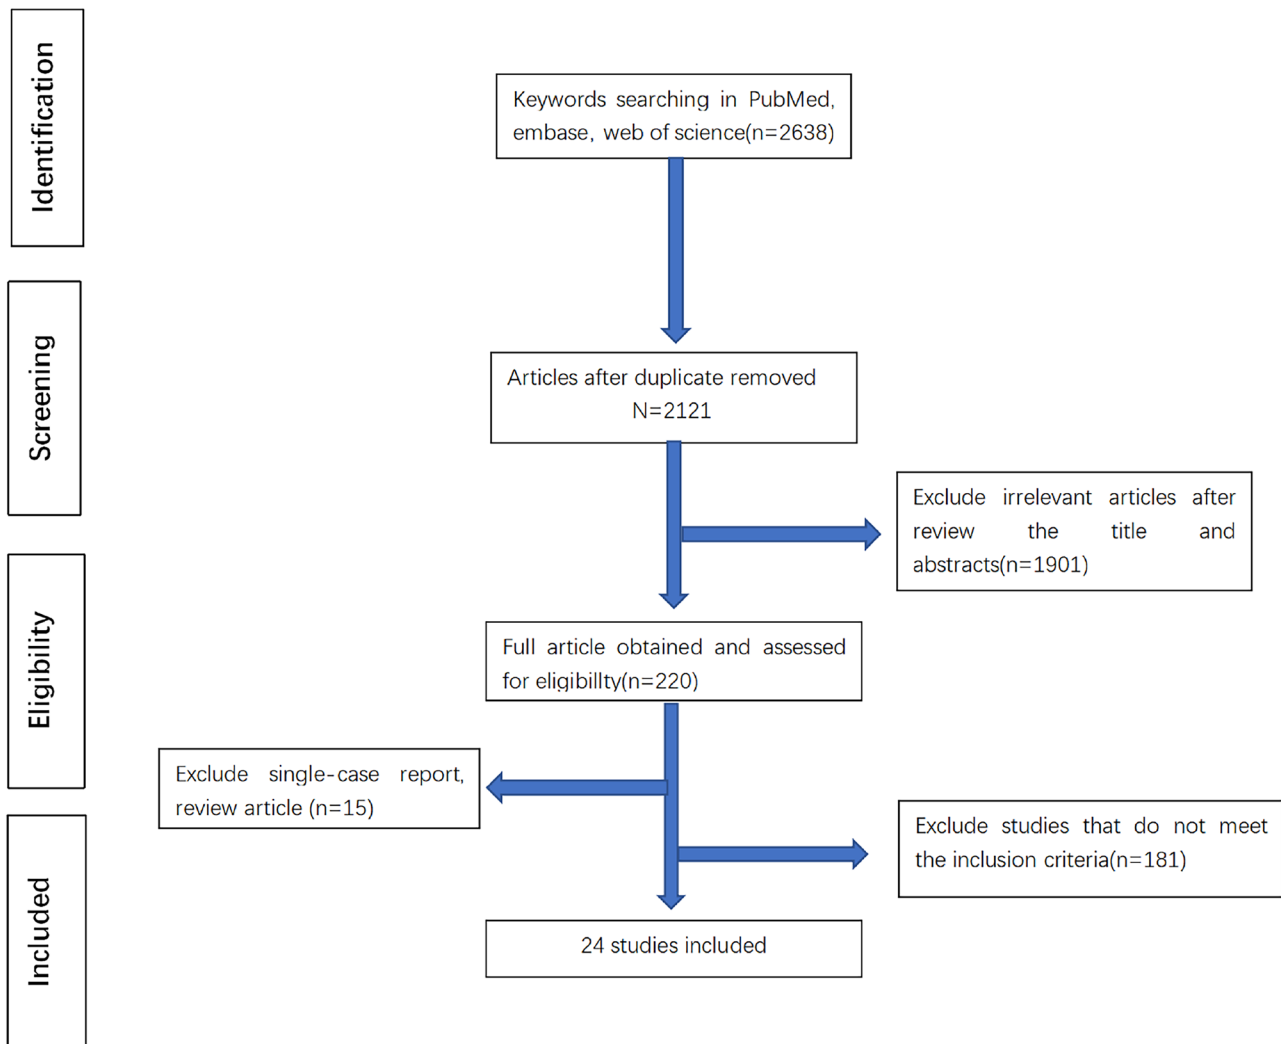 Identification
Keywords searching in PubMed,
embase, web of science(n=2638)
Screening
Articles after duplicate removed
N=2121
Exclude irrelevant articles after
review the title and
abstracts(n=1901)
Eligibility
Full article obtained and assessed
for eligibillty(n=220)
Exclude single-case report,
review article (n=15)
Exclude studies that do not meet
the inclusion criteria(n=181)
Included
24 studies included